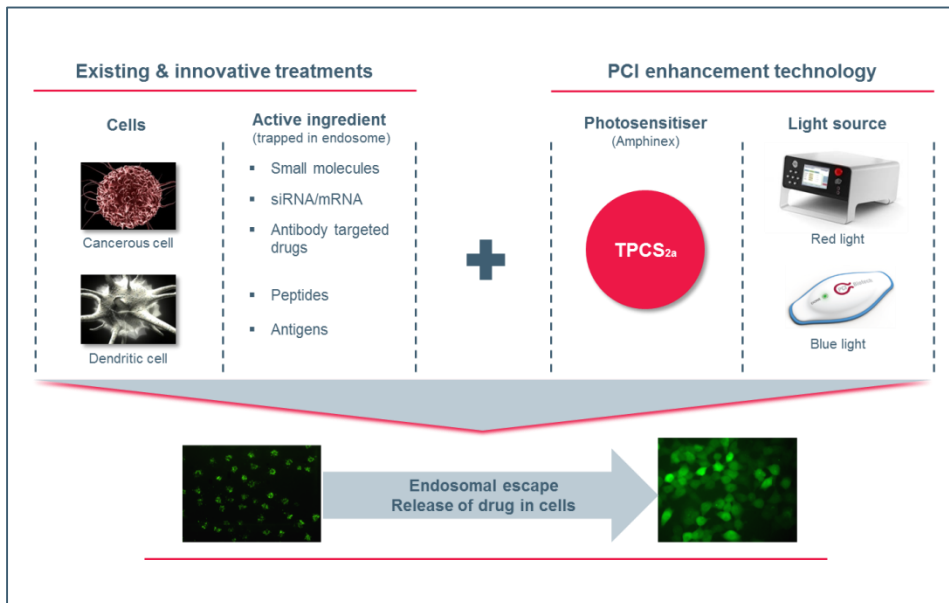 Existing & innovative treatments
PCI enhancement technology
Cells
Active ingredient
(trapped in endosome)
Photosensitiser
(Amphinex)
Light source
▪ Small molecules
▪ siRNA/mRNA
▪ Antibody targeted
drugs
▪ Peptides
▪ Antigens
Cancerous cell
Dendritic cell
TPCS2a
Red light
Blue light
Endosomal escape
Release of drug in cells